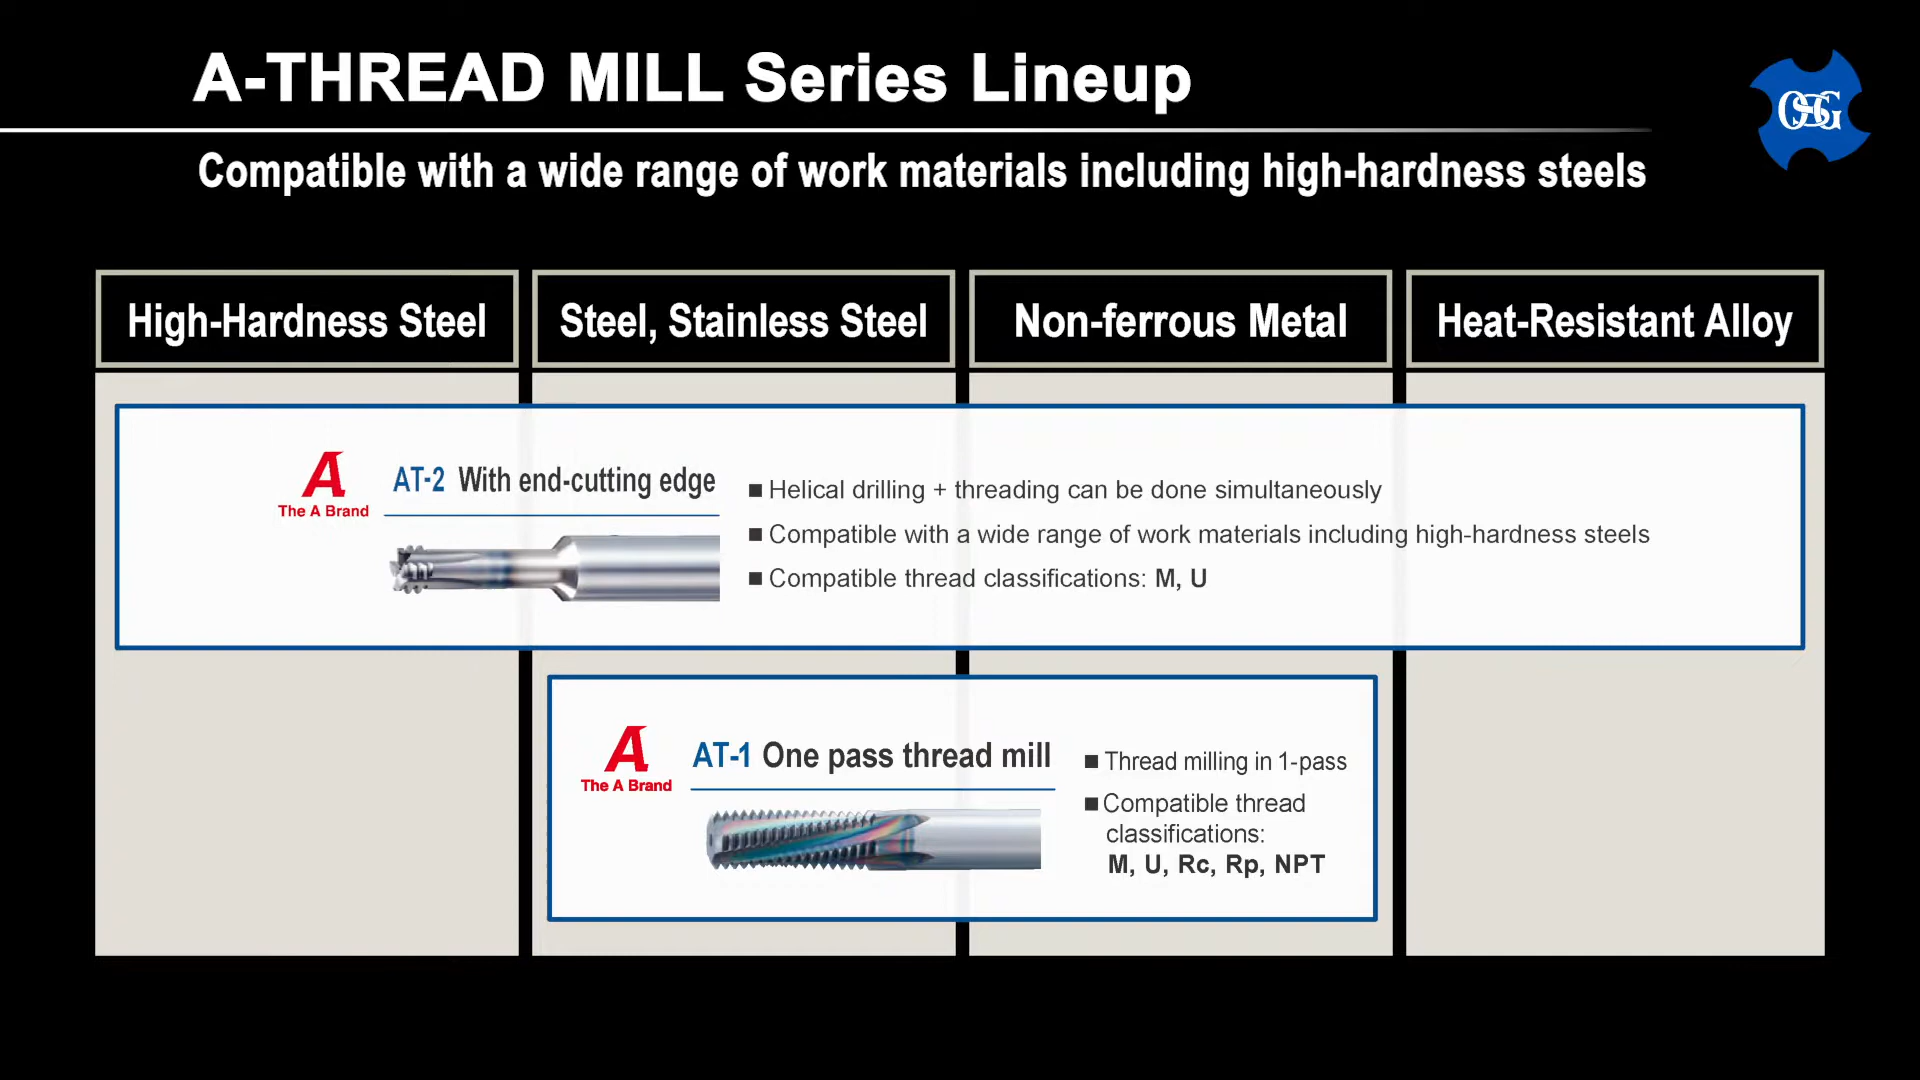 A-THREAD MILL Series Lineup
OSG
Compatible with a wide range of work materials including high-hardness steels
High-Hardness Steel
Steel, Stainless Steel
Non-ferrous Metal
Heat-Resistant Alloy
A
The A Brand
AT-2 With end-cutting edge
■ Helical drilling + threading can be done simultaneously
■ Compatible with a wide range of work materials including high-hardness steels
■ Compatible thread classifications: M, U
A
The A Brand
AT-1 One pass thread mill
■ Thread milling in 1-pass
■ Compatible thread
classifications:
M, U, Rc, Rp, NPT